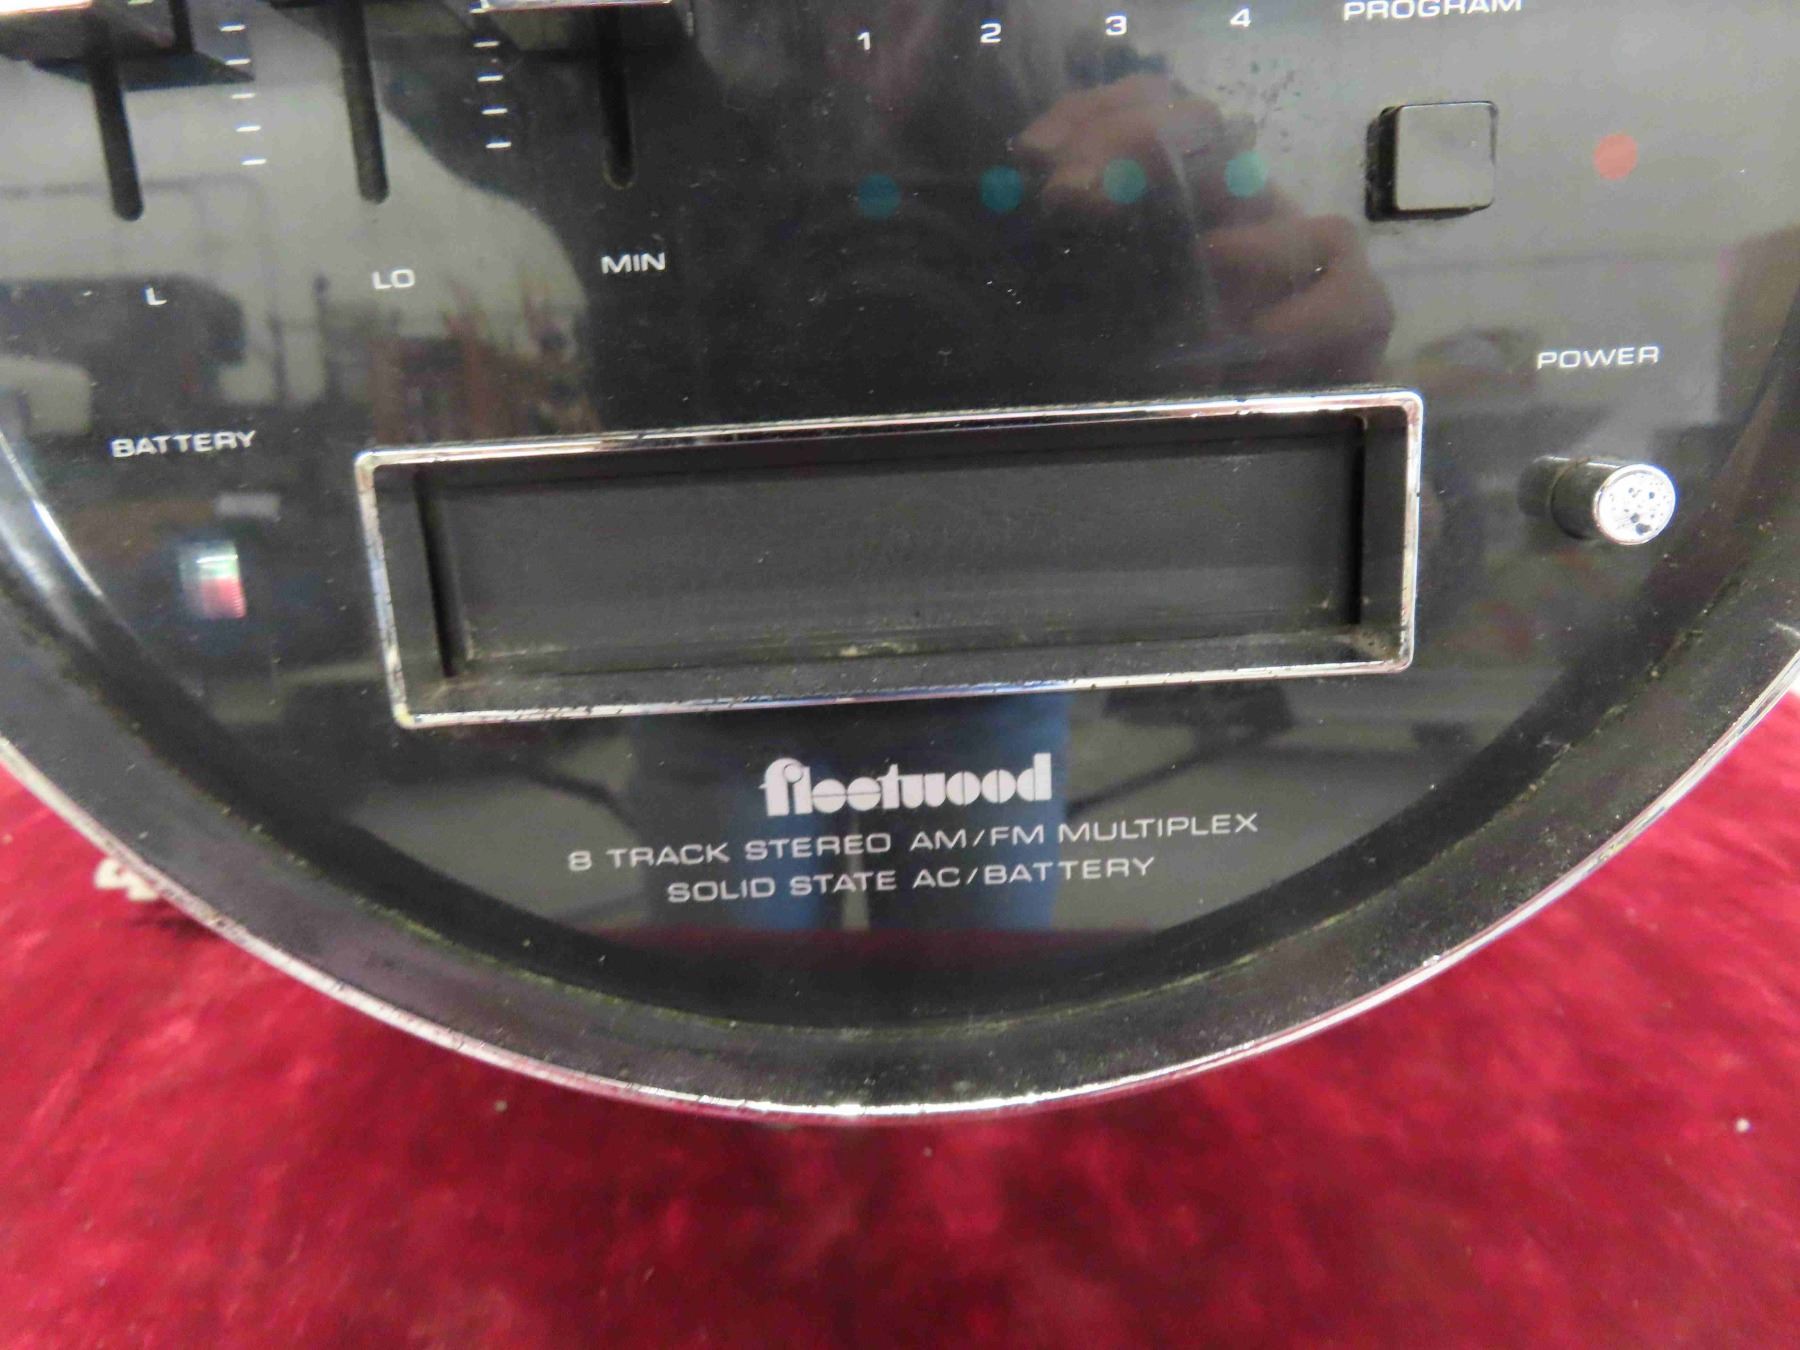 1 2 3 4 PROGRAM
L LO MIN
POWER
BATTERY
fleetwood
8 TRACK STEREO AM/FM MULTIPLEX
SOLID STATE AC/BATTERY